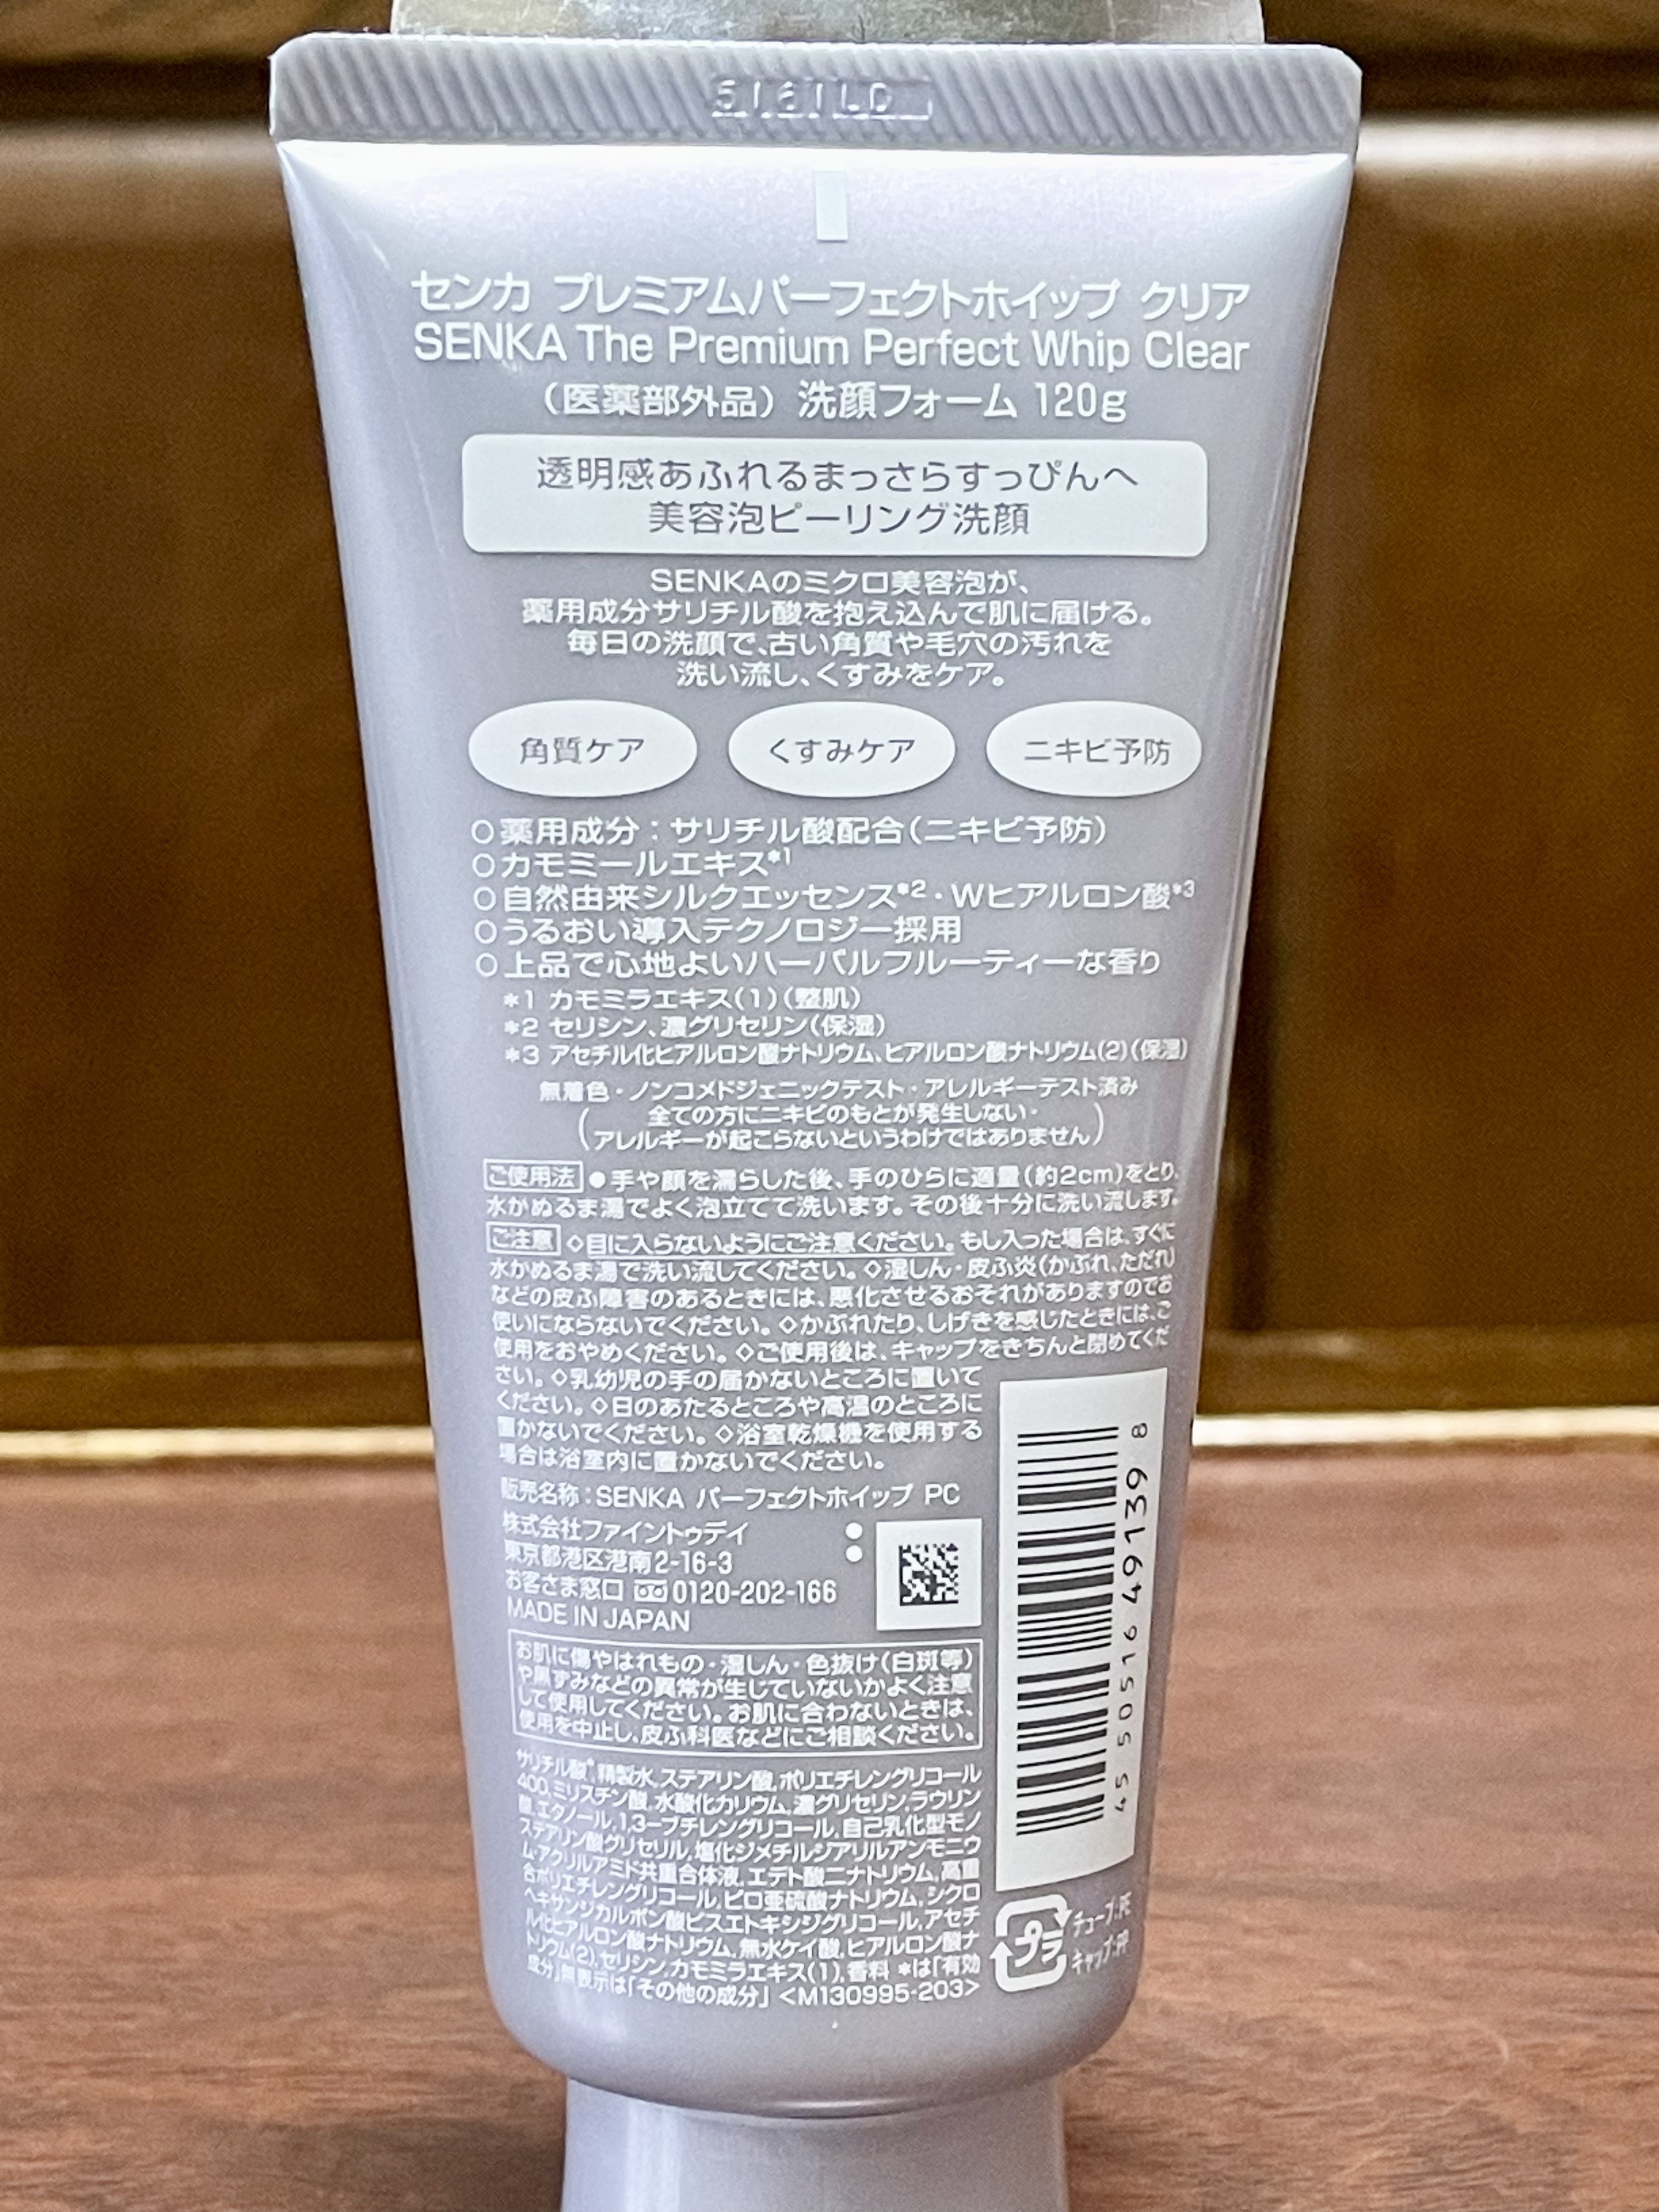 センカ プレミアムパーフェクトホイップ クリア
SENKA The Premium Perfect Whip Clear
（医薬部外品）洗顔フォーム 120g
透明感あふれるまっさらすっぴんへ
美容泡ピーリング洗顔
SENKAのミクロ美容泡が、
薬用成分サリチル酸を抱え込んで肌に届ける。
毎日の洗顔で、古い角質や毛穴の汚れを
洗い流し、くすみをケア。
角質ケア くすみケア ニキビ予防
○薬用成分：サリチル酸配合（ニキビ予防）
○カモミールエキス*1
○自然由来シルクエッセンス*2・Wヒアルロン酸*3
○うるおい導入テクノロジー採用
○上品で心地よいハーバルフルーティーな香り
*1 カモミラエキス(1)（整肌）
*2 セリシン、濃グリセリン（保湿）
*3 アセチル化ヒアルロン酸ナトリウム、ヒアルロン酸ナトリウム(2)（保湿）
無着色・ノンコメドジェニックテスト・アレルギーテスト済み
（全ての方にニキビのもとが発生しない・
アレルギーが起こらないというわけではありません）
ご使用法 ●手や顔を濡らした後、手のひらに適量（約2cm）をとり、
水かぬるま湯でよく泡立てて洗います。その後十分に洗い流します。
ご注意 ◇目に入らないようにご注意ください。もし入った場合は、すぐに
水かぬるま湯で洗い流してください。◇湿しん・皮ふ炎（かぶれ、ただれ）
などの皮ふ障害のあるときには、悪化させるおそれがありますのでお
使いにならないでください。◇かぶれたり、しげきを感じたときには、ご
使用をおやめください。◇ご使用後は、キャップをきちんと閉めてくだ
さい。◇乳幼児の手の届かないところに置いて
ください。◇日のあたるところや高温のところに
置かないでください。◇浴室乾燥機を使用する
場合は浴室内に置かないでください。
販売名称：SENKA パーフェクトホイップ PC
株式会社ファイントゥデイ
東京都港区港南2-16-3
お客さま窓口 0120-202-166
MADE IN JAPAN
お肌に傷やはれもの・湿しん・色抜け（白斑等）
や黒ずみなどの異常が生じていないかよく注意
して使用してください。お肌に合わないときは、
使用を中止し、皮ふ科医などにご相談ください。
サリチル酸*,精製水,ステアリン酸,ポリエチレングリコール
400,ミリスチン酸,水酸化カリウム,濃グリセリン,ラウリン
酸,エタノール,1,3－ブチレングリコール,自己乳化型モノ
ステアリン酸グリセリル,塩化ジメチルジアリルアンモニウ
ム･アクリルアミド共重合体液,エデト酸二ナトリウム,高重
合ポリエチレングリコール,ピロ亜硫酸ナトリウム,シクロ
ヘキサンジカルボン酸ビスエトキシジグリコール,アセチ
ル化ヒアルロン酸ナトリウム,無水ケイ酸,ヒアルロン酸ナ
トリウム(2),セリシン,カモミラエキス(1),香料 *は「有効
成分」無表示は「その他の成分」<M130995-203>
4 550516 491398
プラ
チューブ:PE
キャップ:PP